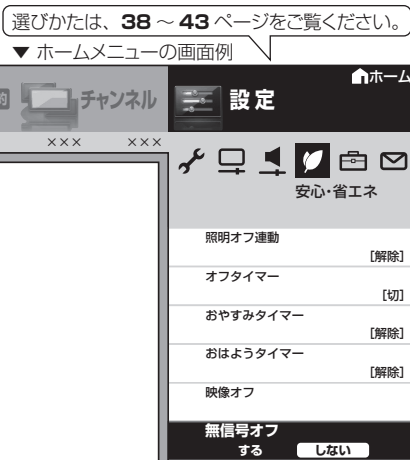 選びかたは、38 ～ 43 ページをご覧ください。
▼ ホームメニューの画面例
ホーム
チャンネル
設定
××× ×××
安心・省エネ
照明オフ連動
[解除]
オフタイマー
[切]
おやすみタイマー
[解除]
おはようタイマー
[解除]
映像オフ
無信号オフ
する しない